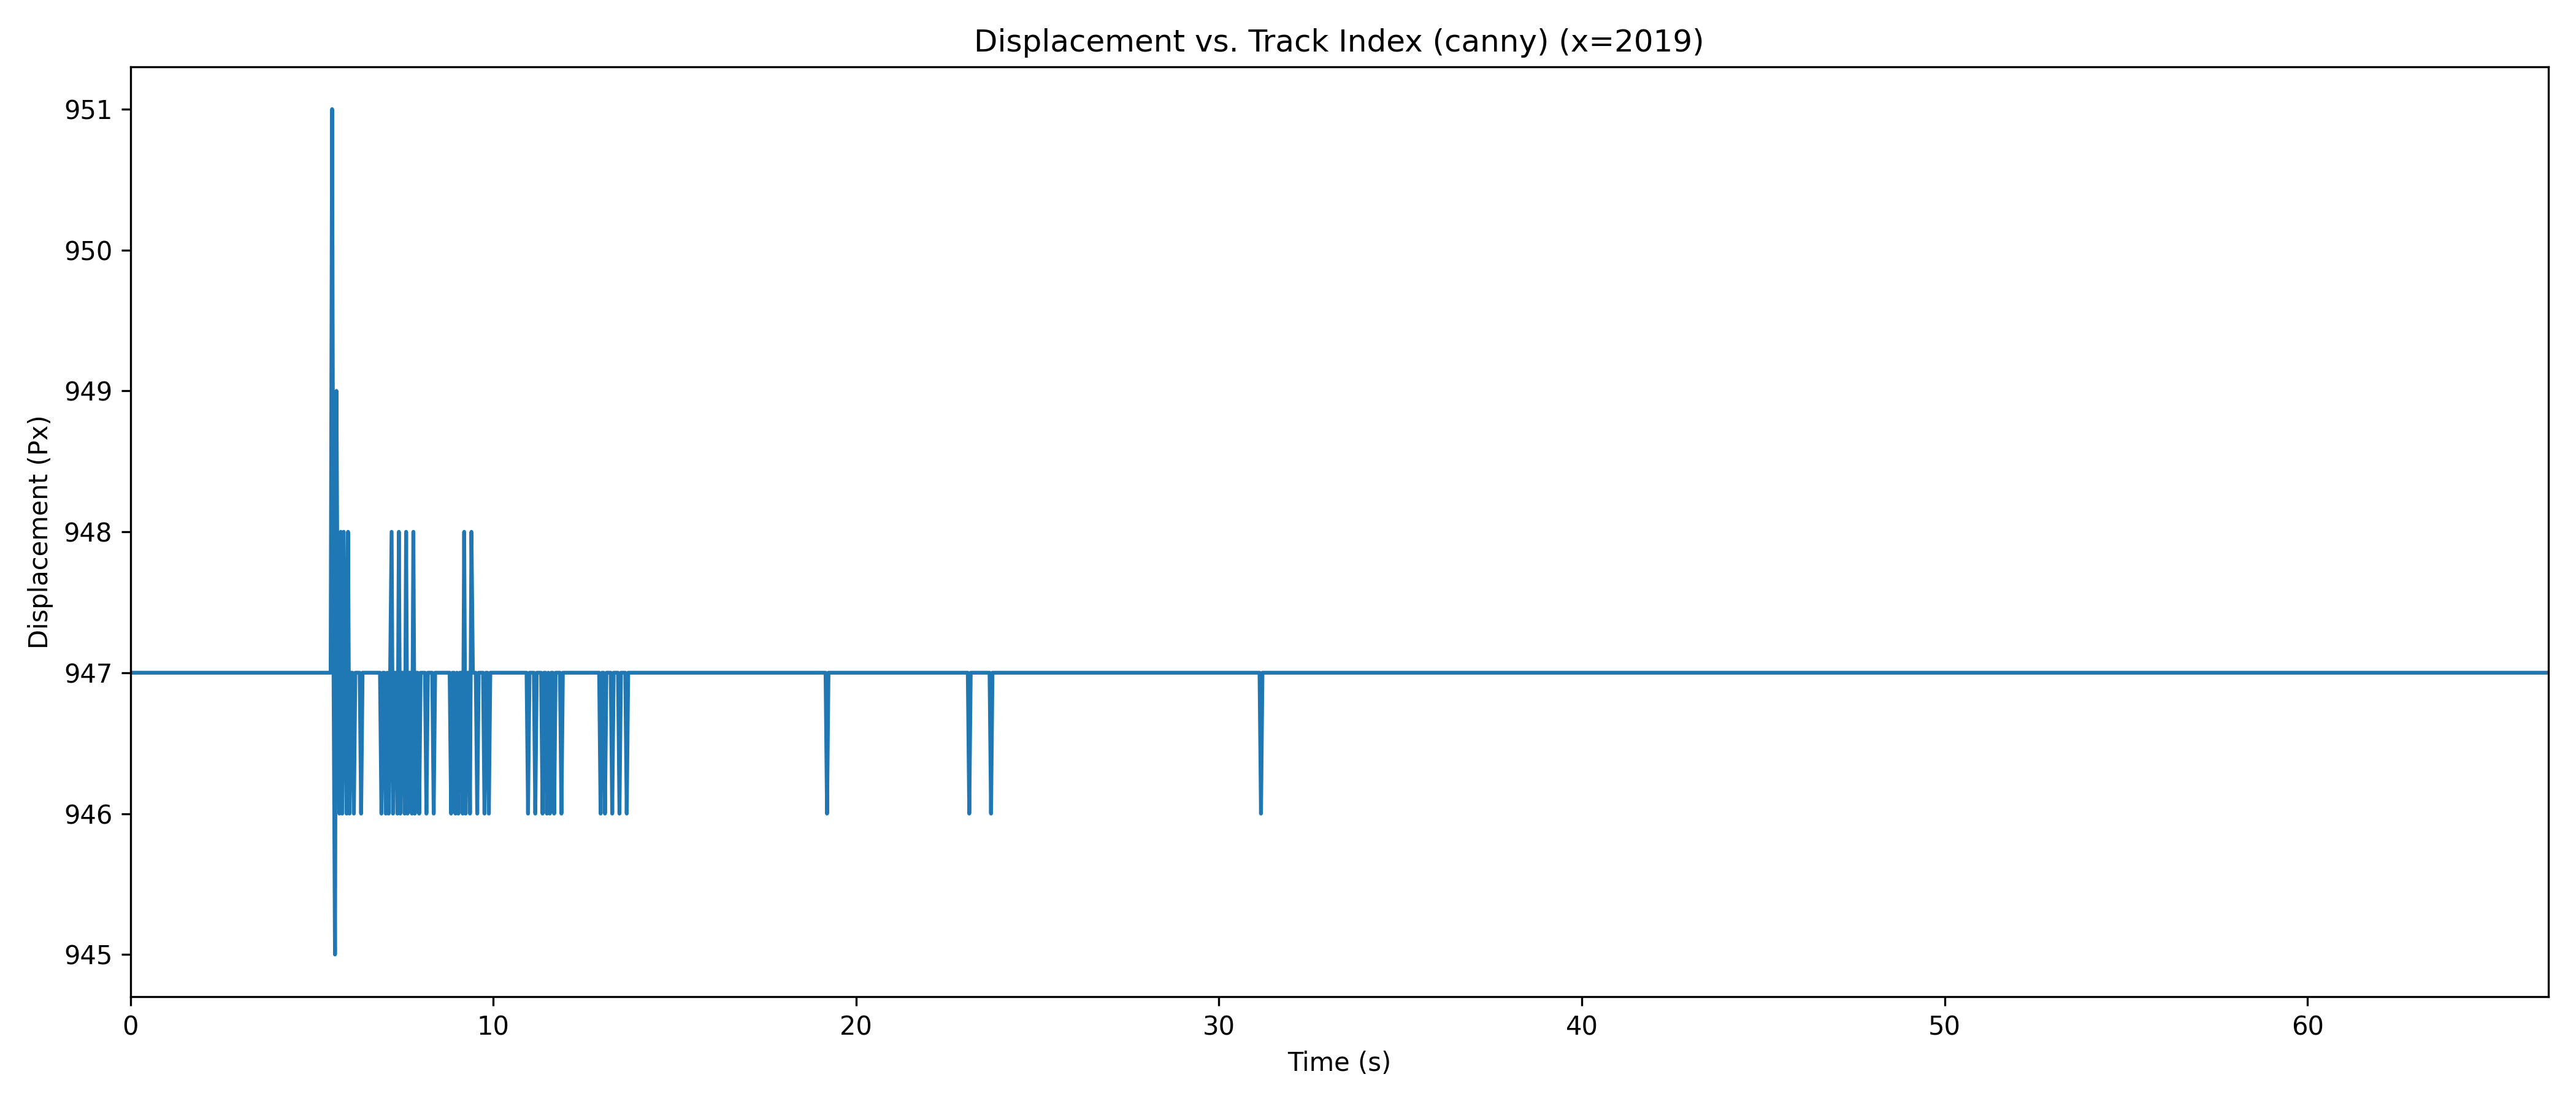 Displacement vs. Track Index (canny) (x=2019)
951
950
949
948
947
946
945
Displacement (Px)
0 10 20 30 40 50 60
Time (s)